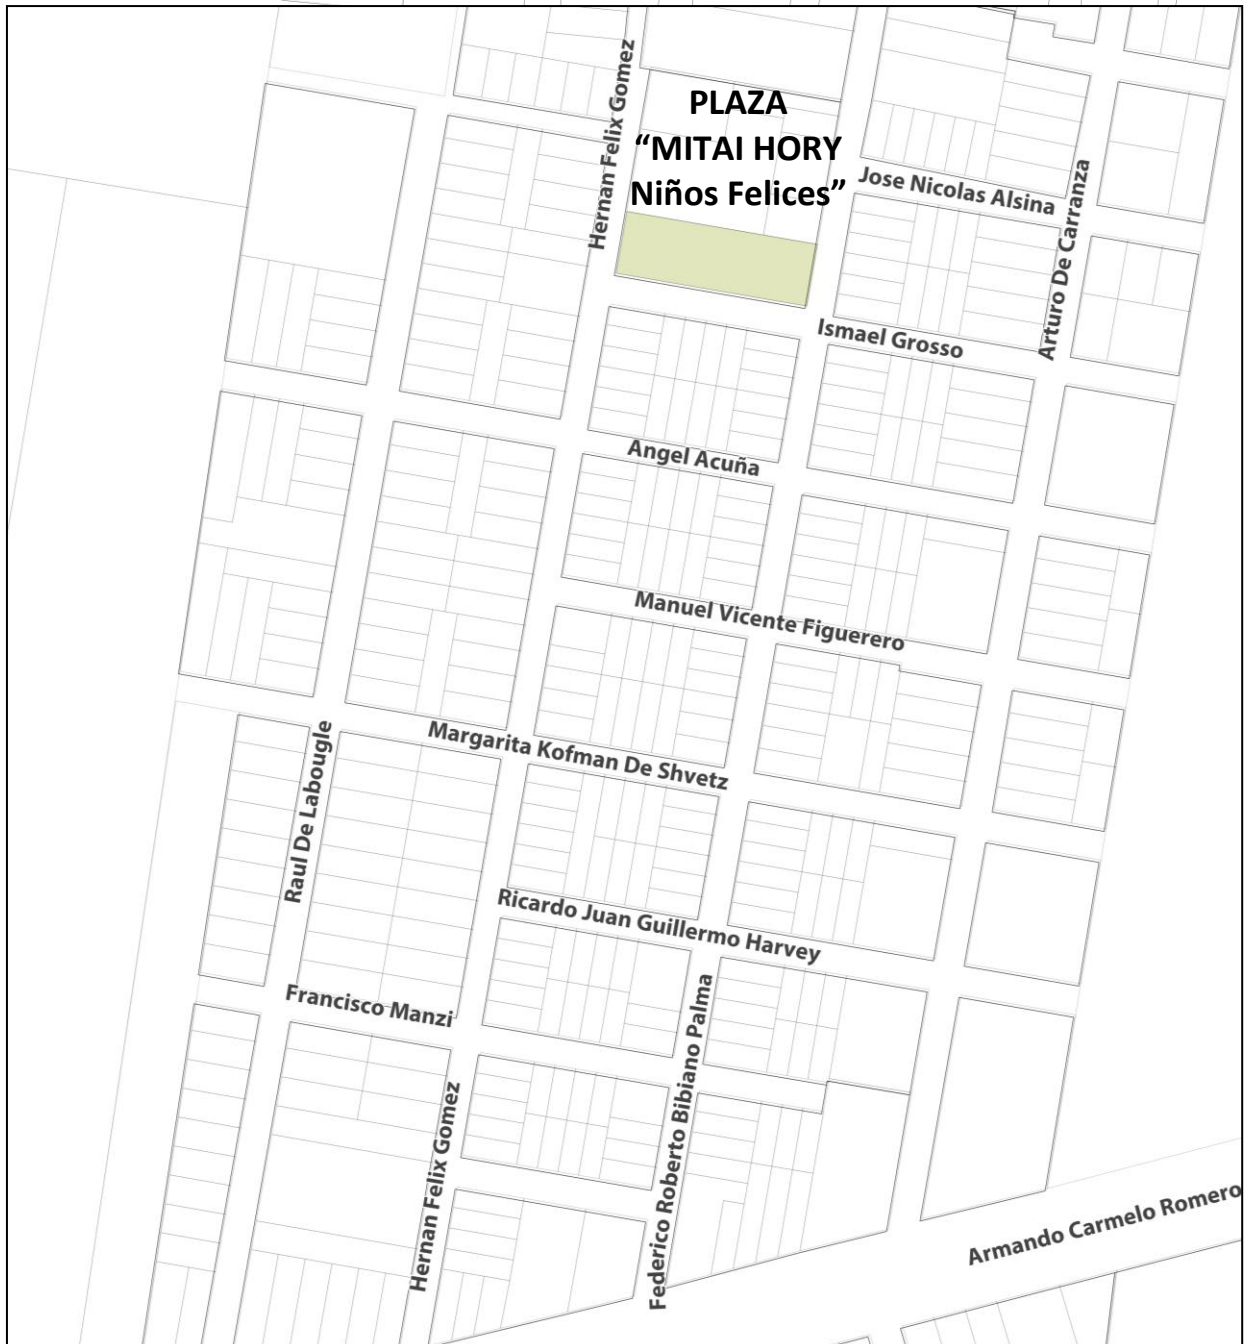 Hernan Felix Gomez
PLAZA
“MITAI HORY
Niños Felices”
Jose Nicolas Alsina
Arturo De Carranza
Ismael Grosso
Angel Acuña
Manuel Vicente Figuerero
Margarita Kofman De Shvetz
Raul De Labougle
Ricardo Juan Guillermo Harvey
Francisco Manzi
Federico Roberto Bibiano Palma
Hernan Felix Gomez
Armando Carmelo Romero